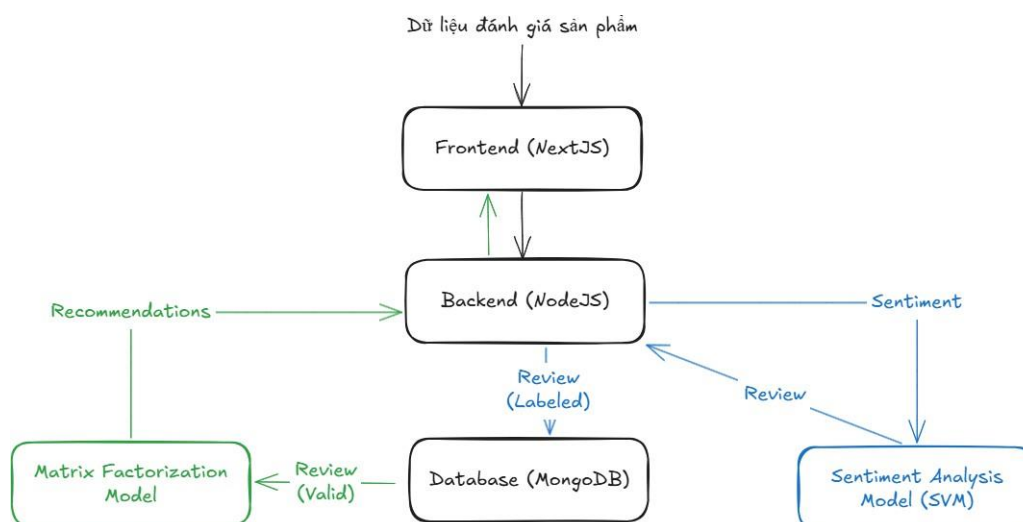 Dữ liệu đánh giá sản phẩm
Frontend (NextJS)
Backend (NodeJS)
Recommendations
Sentiment
Review
(Labeled)
Review
Matrix Factorization
Model
Review
(Valid)
Database (MongoDB)
Sentiment Analysis
Model (SVM)